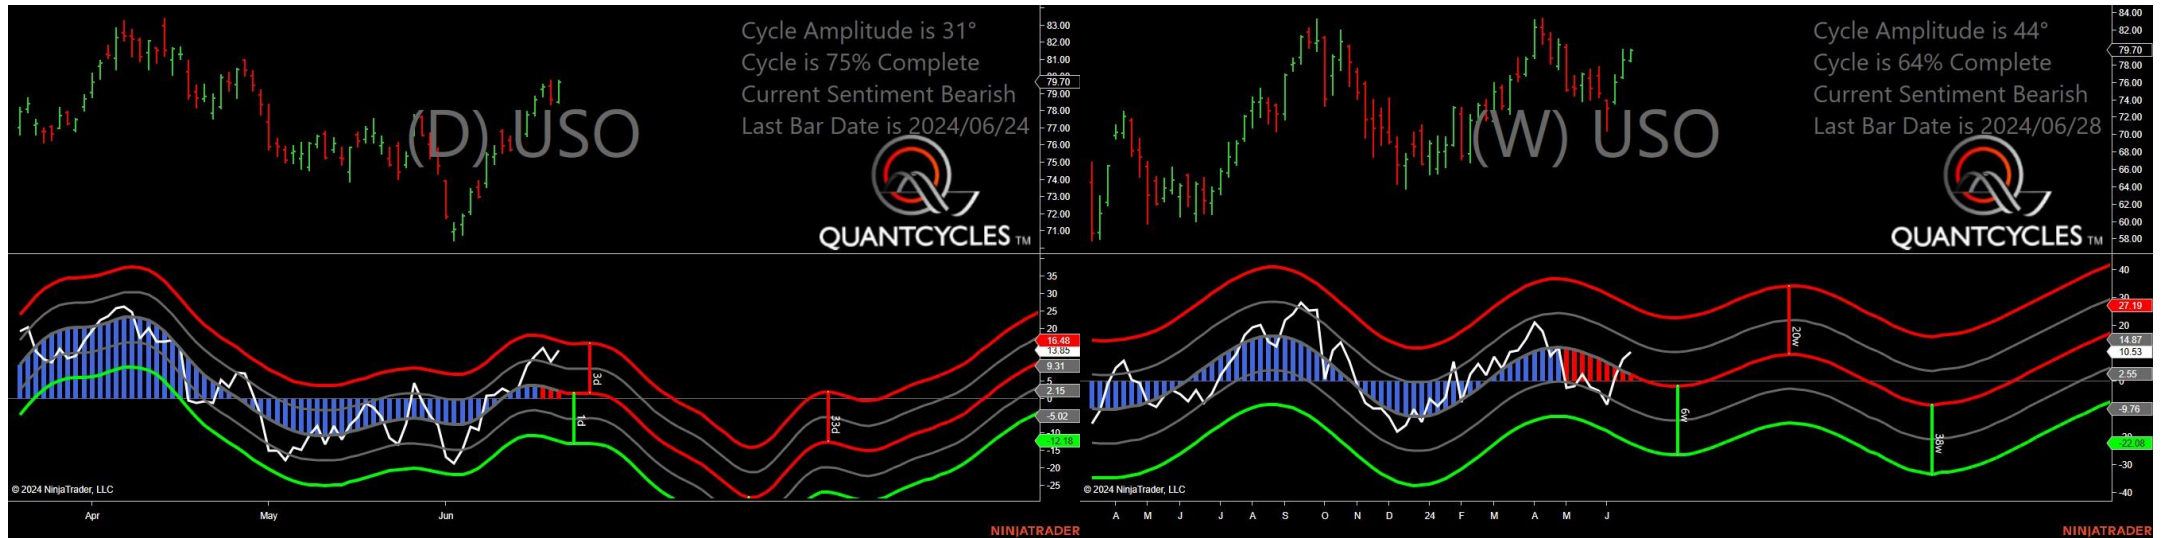 Cycle Amplitude is 31°
Cycle is 75% Complete
Current Sentiment Bearish
Last Bar Date is 2024/06/24
(D) USO
QUANTCYCLES TM
83.00
82.00
81.00
79.70
79.00
78.00
77.00
76.00
75.00
74.00
73.00
72.00
71.00
35
30
25
20
16.48
13.85
9.31
5
2.15
0
-5.02
-10
-12.18
-15
-20
-25
3d
1d
33d
© 2024 NinjaTrader, LLC
Apr May Jun
NINJATRADER
Cycle Amplitude is 44°
Cycle is 64% Complete
Current Sentiment Bearish
Last Bar Date is 2024/06/28
(W) USO
QUANTCYCLES TM
84.00
82.00
79.70
78.00
76.00
74.00
72.00
70.00
68.00
66.00
64.00
62.00
60.00
58.00
40
27.19
20
14.87
10.53
2.55
0
-9.76
-22.08
-30
-40
20w
6w
38w
© 2024 NinjaTrader, LLC
A M J J A S O N D 24 F M A M J
NINJATRADER